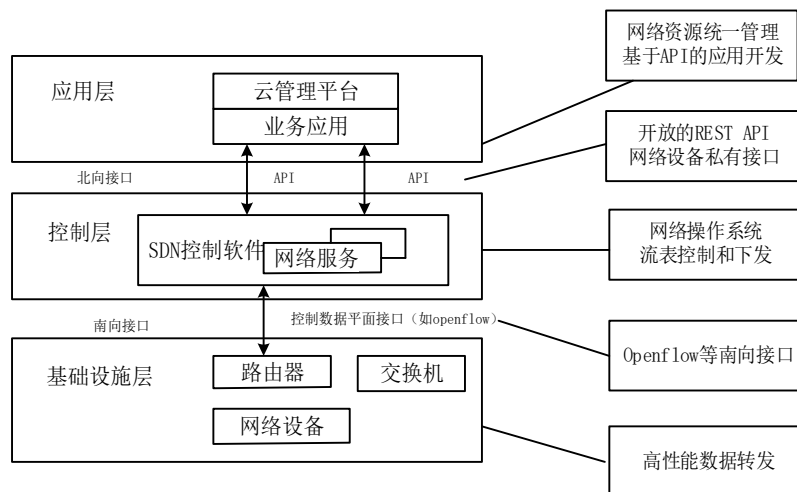 网络资源统一管理
基于API的应用开发
应用层
云管理平台
业务应用
开放的REST API
网络设备私有接口
北向接口
API
API
控制层
SDN控制软件
网络服务
网络操作系统
流表控制和下发
南向接口
控制数据平面接口（如openflow）
Openflow等南向接口
基础设施层
路由器
交换机
网络设备
高性能数据转发